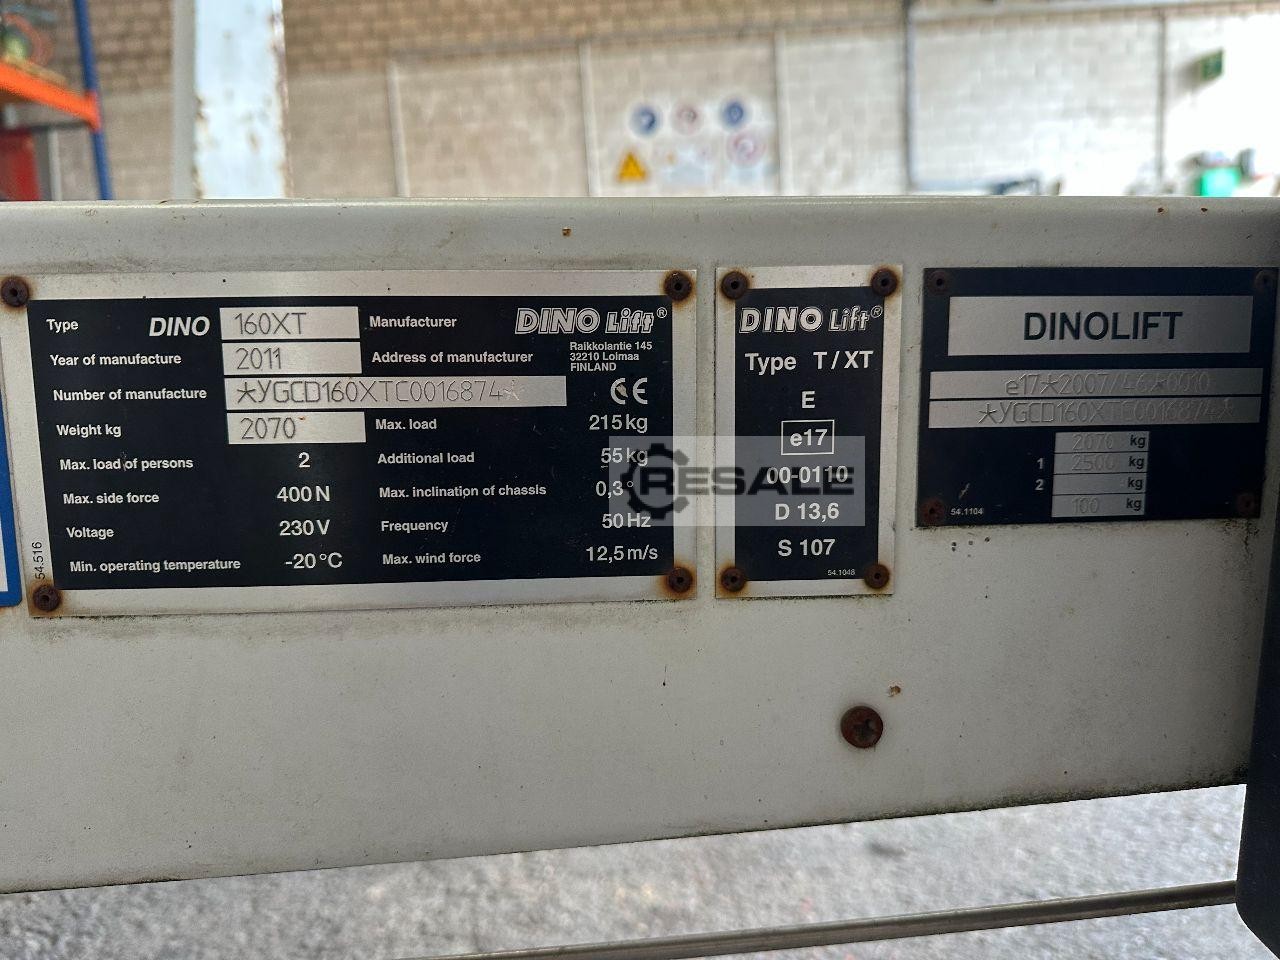 Type DINO 160XT
Year of manufacture 2011
Number of manufacture *YGCD160XTC0016874*
Weight kg 2070
Max. load of persons 2
Max. side force 400 N
Voltage 230 V
Min. operating temperature -20 °C
54.516
Manufacturer DINO Lift®
Address of manufacturer Raikkolantie 145
32210 Loimaa
FINLAND
CE
Max. load 215 kg
Additional load 55 kg
Max. inclination of chassis 0,3°
Frequency 50 Hz
Max. wind force 12,5 m/s
DINO Lift®
Type T/XT
E
e17
00-0110
D 13,6
S 107
54.1048
RESALE
DINOLIFT
e17*2007/46*0010
*YGCD160XTC0016874*
2070 kg
1 2500 kg
2 kg
100 kg
54.1104